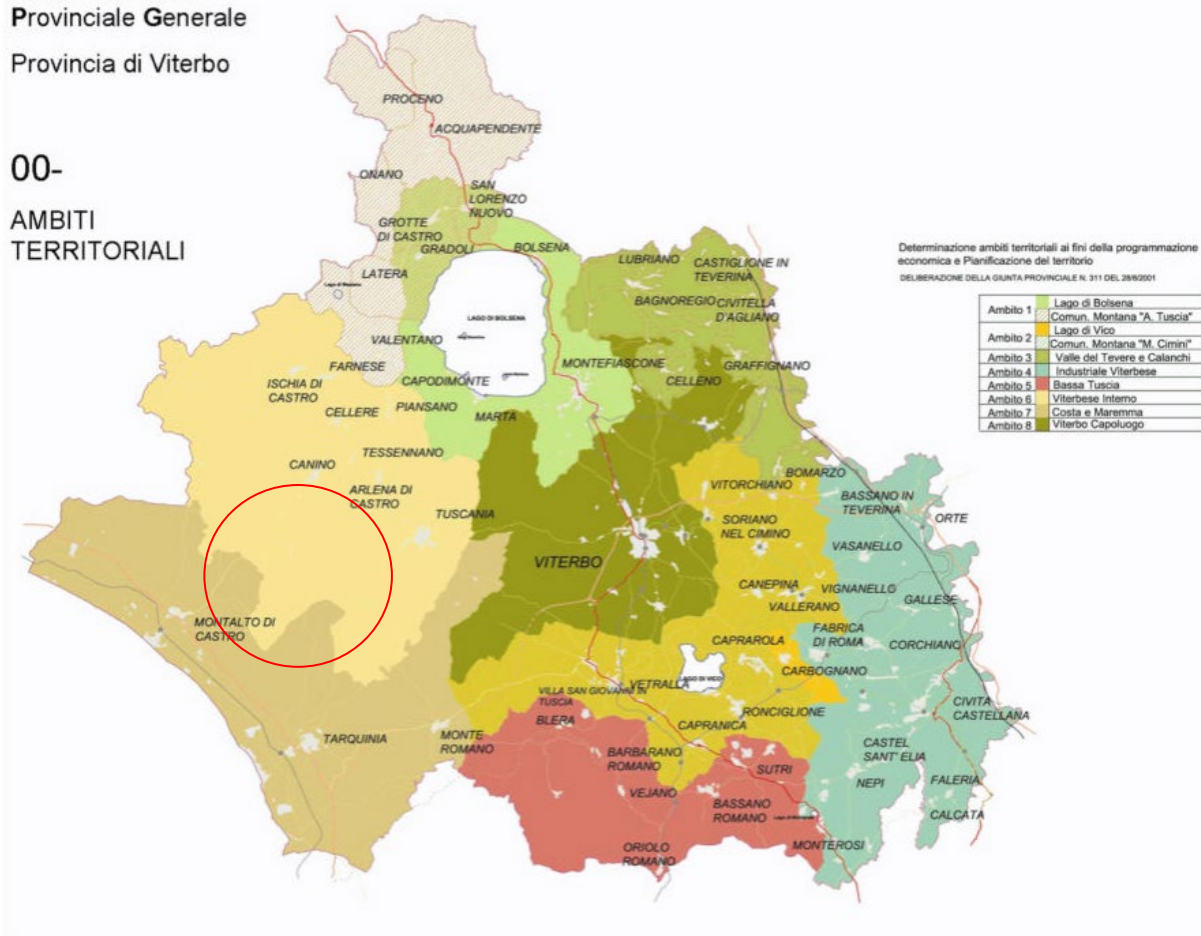 Provinciale Generale
Provincia di Viterbo
00-
AMBITI
TERRITORIALI
PROCENO
ACQUAPENDENTE
ONANO
SAN
LORENZO
NUOVO
GROTTE
DI CASTRO
GRADOLI
BOLSENA
LATERA
LAGO DI BOLSENA
VALENTANO
FARNESE
ISCHIA DI
CASTRO
CAPODIMONTE
CELLERE
PIANSANO
MARTA
MONTEFIASCONE
TESSENNANO
CANINO
ARLENA DI
CASTRO
TUSCANIA
LUBRIANO
CASTIGLIONE IN
TEVERINA
BAGNOREGIO
CIVITELLA
D'AGLIANO
GRAFFIGNANO
CELLENO
BOMARZO
VITORCHIANO
BASSANO IN
TEVERINA
ORTE
SORIANO
NEL CIMINO
VASANELLO
VITERBO
CANEPINA
VIGNANELLO
VALLERANO
GALLESE
MONTALTO DI
CASTRO
CAPRAROLA
FABRICA
DI ROMA
CORCHIANO
CARBOGNANO
LAGO DI VICO
VETRALLA
VILLA SAN GIOVANNI IN
TUSCIA
BLERA
RONCIGLIONE
CAPRANICA
CIVITA
CASTELLANA
TARQUINIA
MONTE
ROMANO
BARBARANO
ROMANO
SUTRI
CASTEL
SANT' ELIA
NEPI
FALERIA
VEJANO
BASSANO
ROMANO
CALCATA
ORIOLO
ROMANO
MONTEROSI
Determinazione ambiti territoriali ai fini della programmazione
economica e Pianificazione del territorio
DELIBERAZIONE DELLA GIUNTA PROVINCIALE N. 311 DEL 28/8/2001
Ambito 1 Lago di Bolsena
Comun. Montana "A. Tuscia"
Ambito 2 Lago di Vico
Comun. Montana "M. Cimini"
Ambito 3 Valle del Tevere e Calanchi
Ambito 4 Industriale Viterbese
Ambito 5 Bassa Tuscia
Ambito 6 Viterbese Interno
Ambito 7 Costa e Maremma
Ambito 8 Viterbo Capoluogo